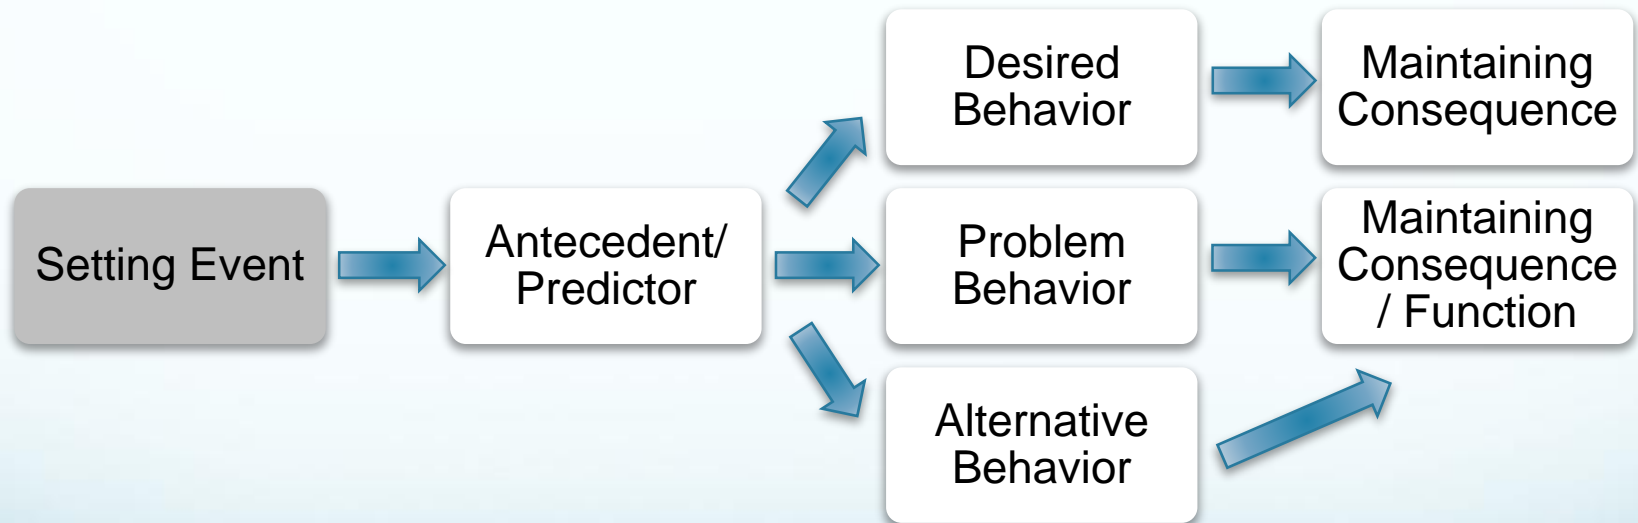 Setting Event
Antecedent/
Predictor
Desired
Behavior
Maintaining
Consequence
Problem
Behavior
Maintaining
Consequence
/ Function
Alternative
Behavior